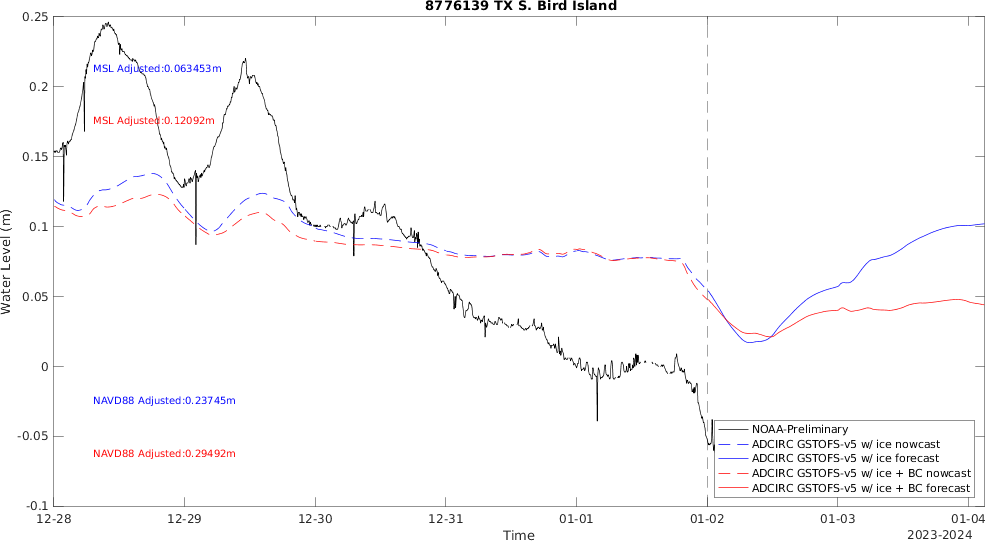 8776139 TX S. Bird Island
0.25
MSL Adjusted:0.063453m
0.2
MSL Adjusted:0.12092m
0.15
0.1
Water Level (m)
0.05
0
NAVD88 Adjusted:0.23745m
-0.05
NAVD88 Adjusted:0.29492m
-0.1
NOAA-Preliminary
ADCIRC GSTOFS-v5 w/ ice nowcast
ADCIRC GSTOFS-v5 w/ ice forecast
ADCIRC GSTOFS-v5 w/ ice + BC nowcast
ADCIRC GSTOFS-v5 w/ ice + BC forecast
12-28 12-29 12-30 12-31 01-01 01-02 01-03 01-04
Time
2023-2024